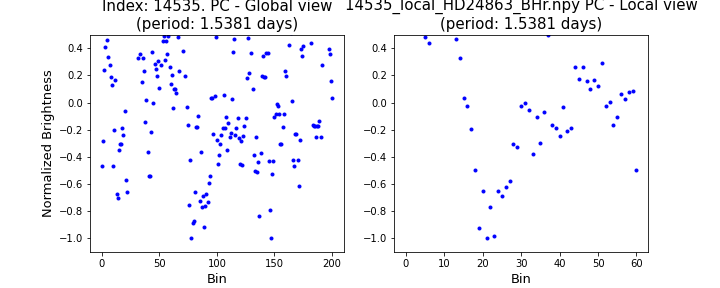 Index: 14535. PC - Global view
(period: 1.5381 days)
14535_local_HD24863_BHr.npy PC - Local view
(period: 1.5381 days)
Normalized Brightness
0.4
0.2
0.0
−0.2
−0.4
−0.6
−0.8
−1.0
0 50 100 150 200
Bin
0.4
0.2
0.0
−0.2
−0.4
−0.6
−0.8
−1.0
0 10 20 30 40 50 60
Bin